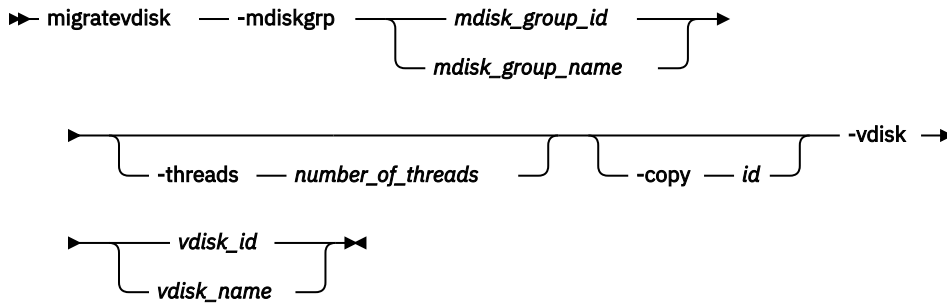 migratevdisk -mdiskgrp mdisk_group_id
mdisk_group_name
-vdisk
-threads number_of_threads -copy id
vdisk_id
vdisk_name